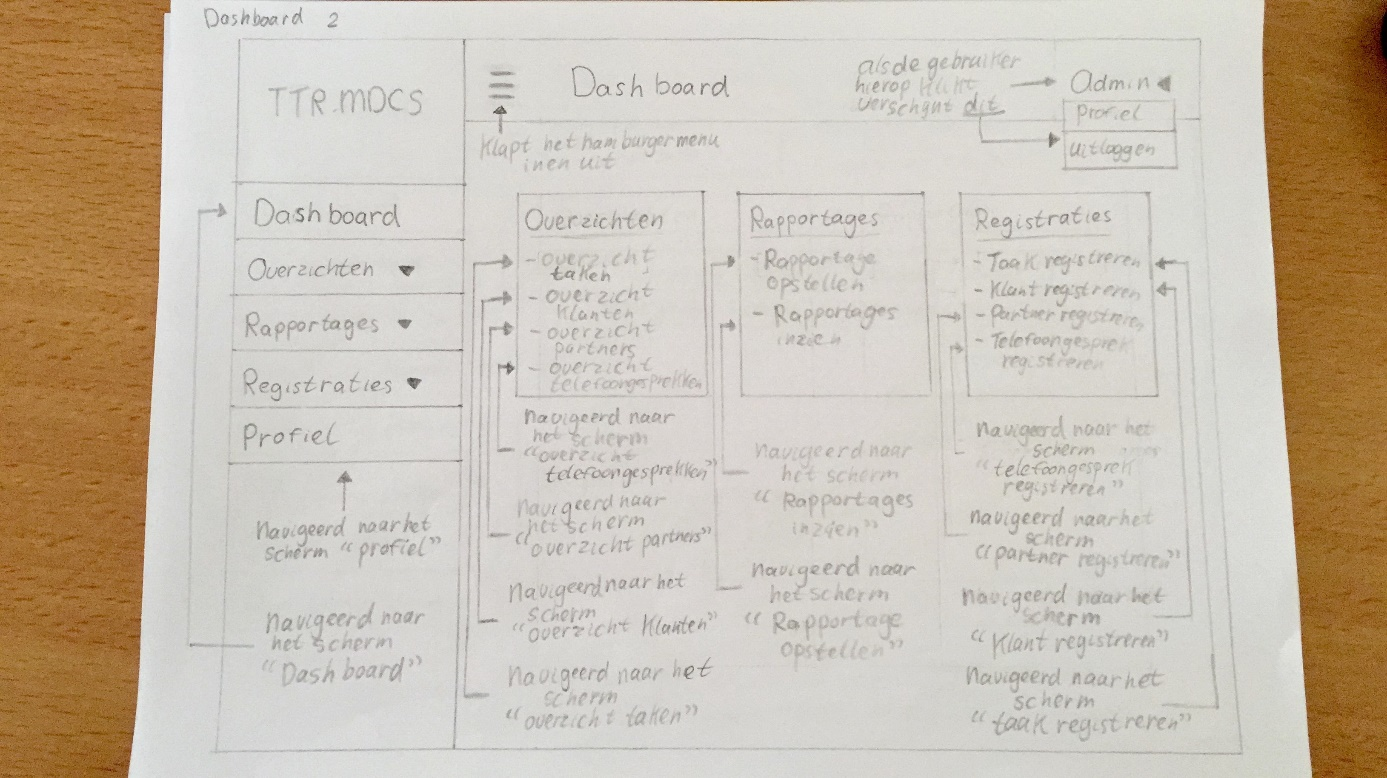 Dashboard 2
TTR.MDCS
Dashboard
als de gebruiker
hierop klikt
verschynt dit
Admin
Profiel
uitloggen
Klapt het hamburgermenu
in en uit
Dashboard
Overzichten
Rapportages
Registraties
Profiel
Navigeerd naar het
scherm "profiel"
navigeerd naar
het scherm
"Dashboard"
Overzichten
- overzicht
taken
- overzicht
Klanten
- overzicht
partners
- overzicht
telefoongesprekken
navigeerd naar
het scherm
"overzicht
telefoongesprekken"
navigeerd naar
het scherm
"overzicht partners"
navigeerd naar het
scherm
"overzicht Klanten"
navigeerd naar het
scherm
"overzicht taken"
Rapportages
- Rapportage
opstellen
- Rapportages
inzien
navigeerd naar
het scherm
"Rapportages
inzien"
navigeerd naar
het scherm
"Rapportage
opstellen"
Registraties
- Taak registreren
- Klant registreren
- Partner registreren
- Telefoongesprek
registreren
navigeerd naar het
scherm
"telefoongesprek
registreren"
navigeerd naar het
scherm
"partner registreren"
navigeerd naar het
scherm
"Klant registreren"
navigeerd naar het
scherm
"taak registreren"